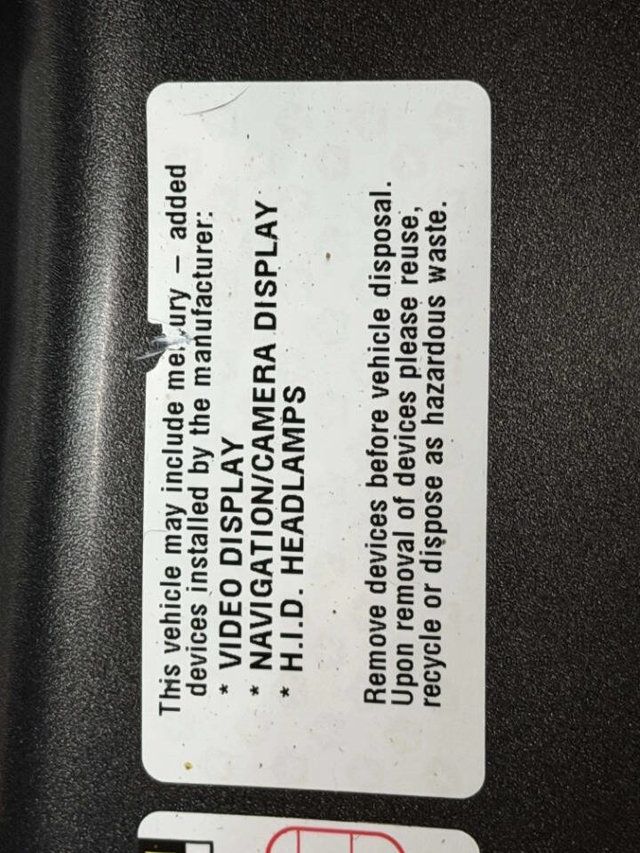 This vehicle may include mercury – added
devices installed by the manufacturer:
* VIDEO DISPLAY
* NAVIGATION/CAMERA DISPLAY
* H.I.D. HEADLAMPS
Remove devices before vehicle disposal.
Upon removal of devices please reuse,
recycle or dispose as hazardous waste.